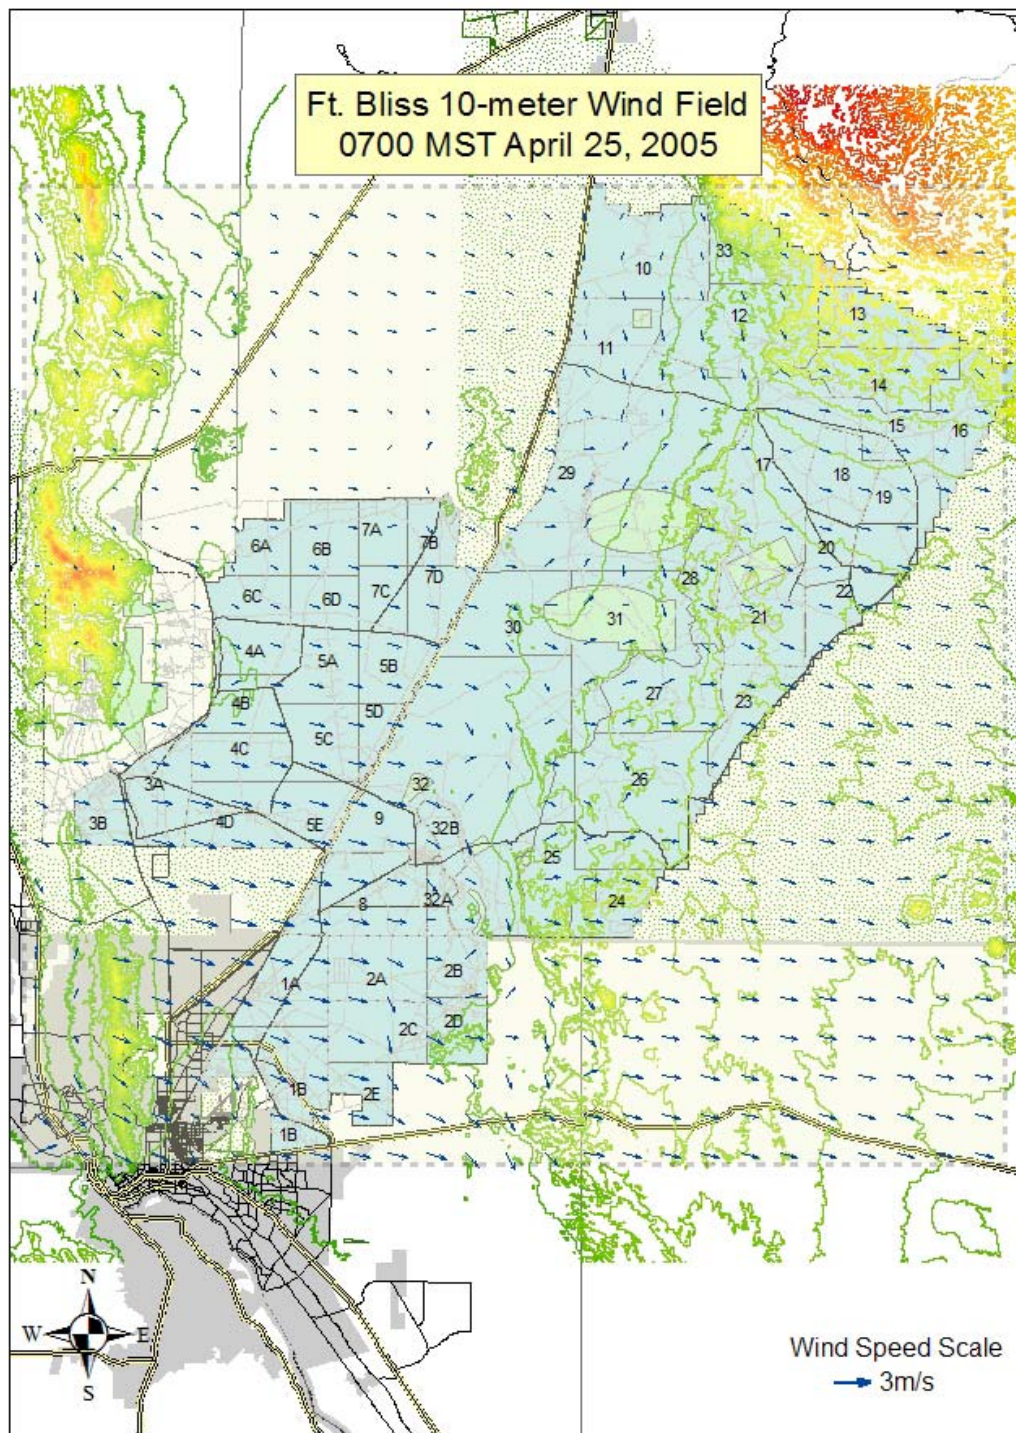 Ft. Bliss 10-meter Wind Field
0700 MST April 25, 2005
33
10
13
12
11
14
15
16
17
29
18
19
7A
7B
6A
6B
20
7D
28
6C
6D
7C
22
30
31
21
4A
5A
5B
27
23
4B
5D
4C
5C
26
3A
32
3B
4D
5E
9
32B
25
8
32A
24
1A
2A
2B
2C
2D
1B
2E
1B
N
W
E
S
Wind Speed Scale
3m/s